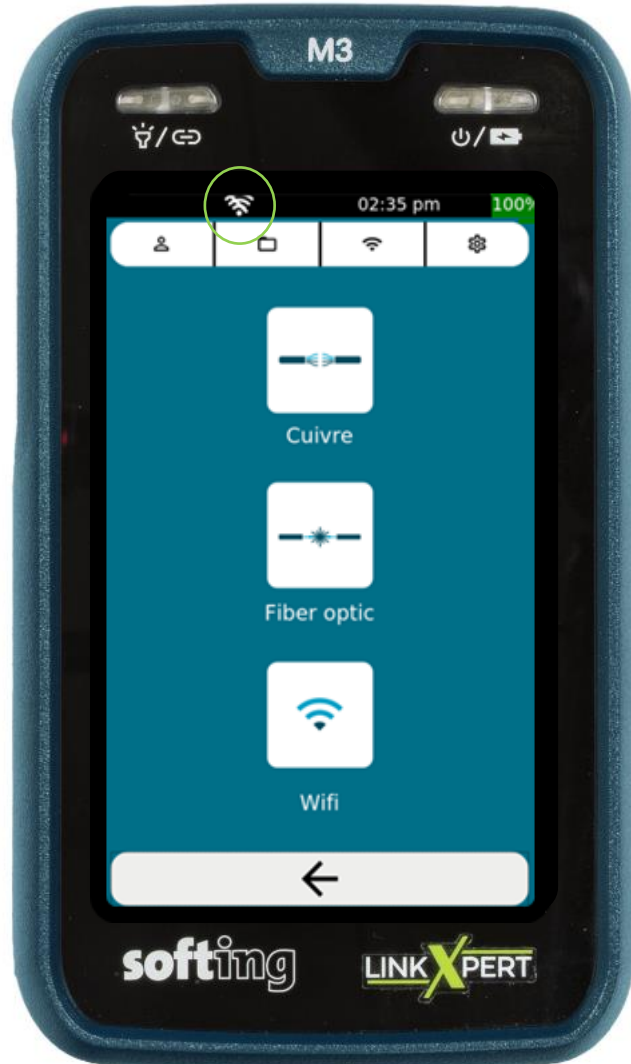 M3
02:35 pm 100%
Cuivre
Fiber optic
Wifi
softing LINKXPERT